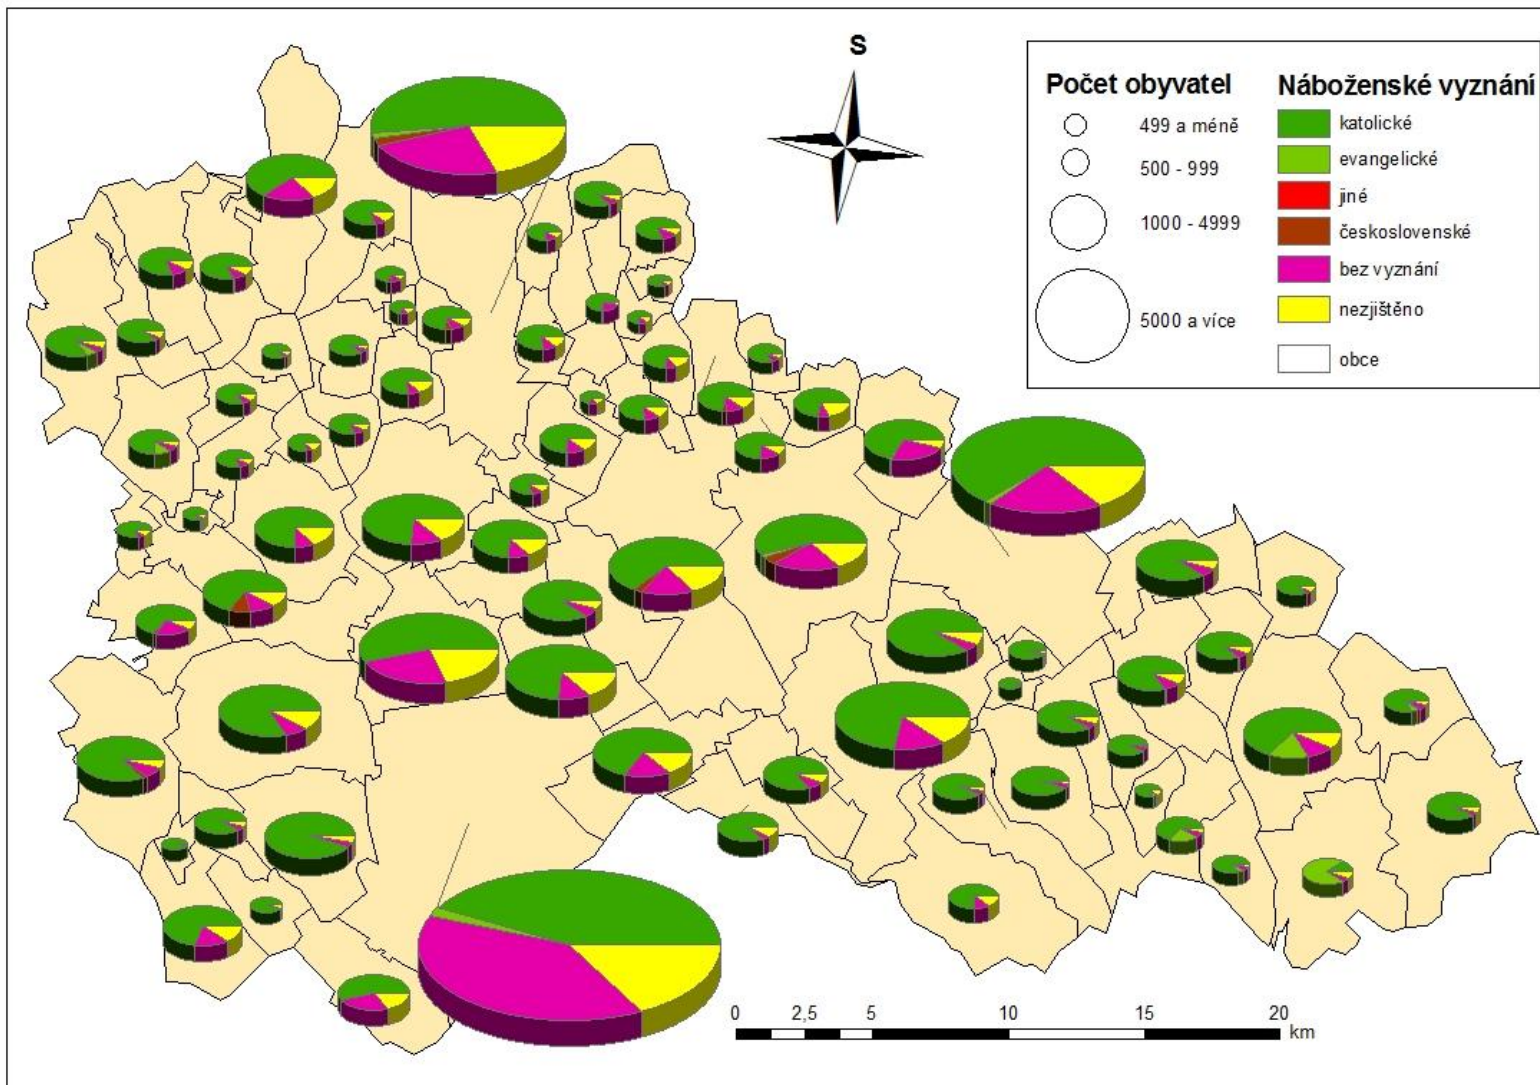 S
Počet obyvatel
499 a méně
500 - 999
1000 - 4999
5000 a více
Náboženské vyznání
katolické
evangelické
jiné
československé
bez vyznání
nezjištěno
obce
0 2,5 5 10 15 20
km